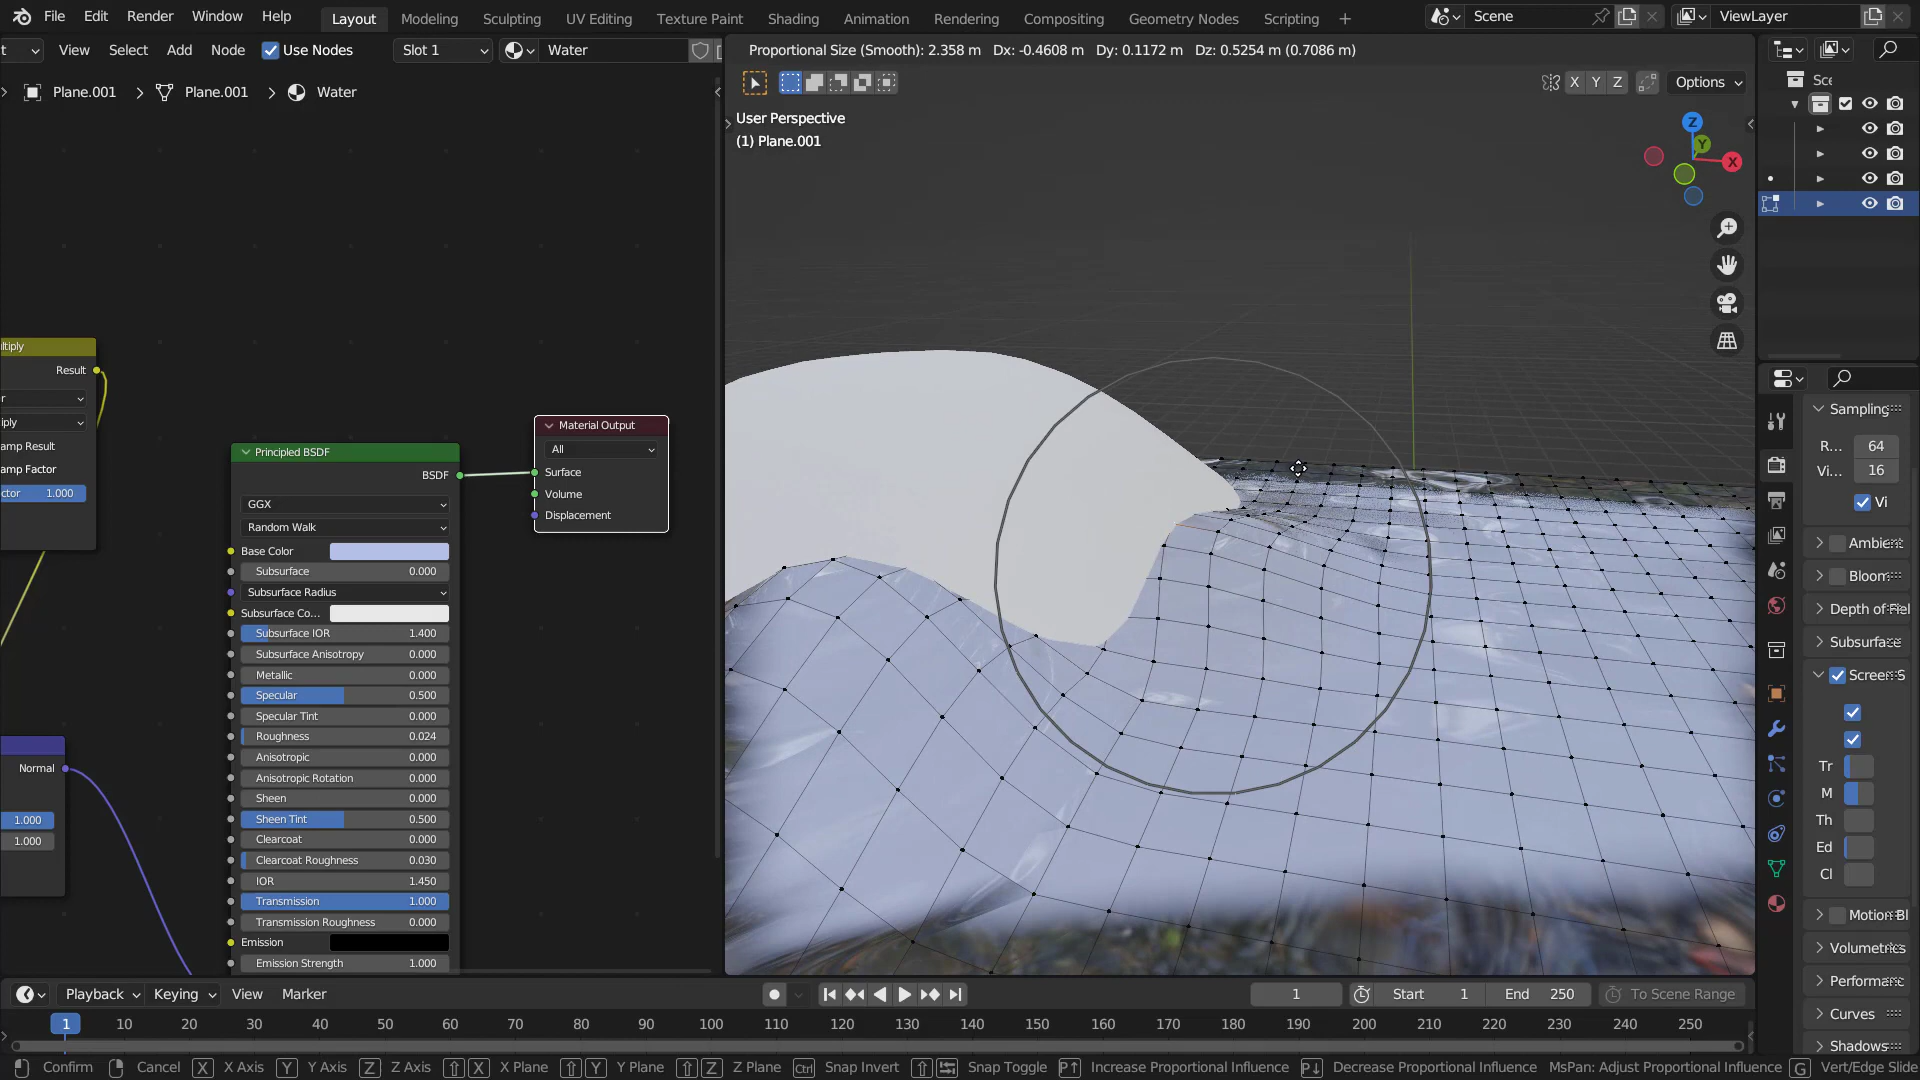 File Edit Render Window Help Layout Modeling Sculpting UV Editing Texture Paint Shading Animation Rendering Compositing Geometry Nodes Scripting + Scene ViewLayer
t View Select Add Node Use Nodes Slot 1 Water
Proportional Size (Smooth): 2.358 m Dx: -0.4608 m Dy: 0.1172 m Dz: 0.5254 m (0.7086 m)
X Y Z Options
Plane.001 > Plane.001 > Water
User Perspective
(1) Plane.001
Z
Y
X
Sce
ltiply
Result
r
iply
amp Result
amp Factor
ctor 1.000
Normal
1.000
1.000
Principled BSDF
BSDF
GGX
Random Walk
Base Color
Subsurface 0.000
Subsurface Radius
Subsurface Co...
Subsurface IOR 1.400
Subsurface Anisotropy 0.000
Metallic 0.000
Specular 0.500
Specular Tint 0.000
Roughness 0.024
Anisotropic 0.000
Anisotropic Rotation 0.000
Sheen 0.000
Sheen Tint 0.500
Clearcoat 0.000
Clearcoat Roughness 0.030
IOR 1.450
Transmission 1.000
Transmission Roughness 0.000
Emission
Emission Strength 1.000
Material Output
All
Surface
Volume
Displacement
Sampling
R... 64
Vi... 16
Vi
Ambient
Bloom
Depth of Fiel
Subsurface
Screen S
Tr
M
Th
Ed
Cl
Motion Bl
Volumetrics
Performanc
Curves
Shadows
Playback Keying View Marker 1 Start 1 End 250 To Scene Range
1 10 20 30 40 50 60 70 80 90 100 110 120 130 140 150 160 170 180 190 200 210 220 230 240 250
Confirm Cancel X X Axis Y Y Axis Z Z Axis X X Plane Y Y Plane Z Z Plane Ctrl Snap Invert Snap Toggle P Increase Proportional Influence P Decrease Proportional Influence MsPan: Adjust Proportional Influence G Vert/Edge Slide